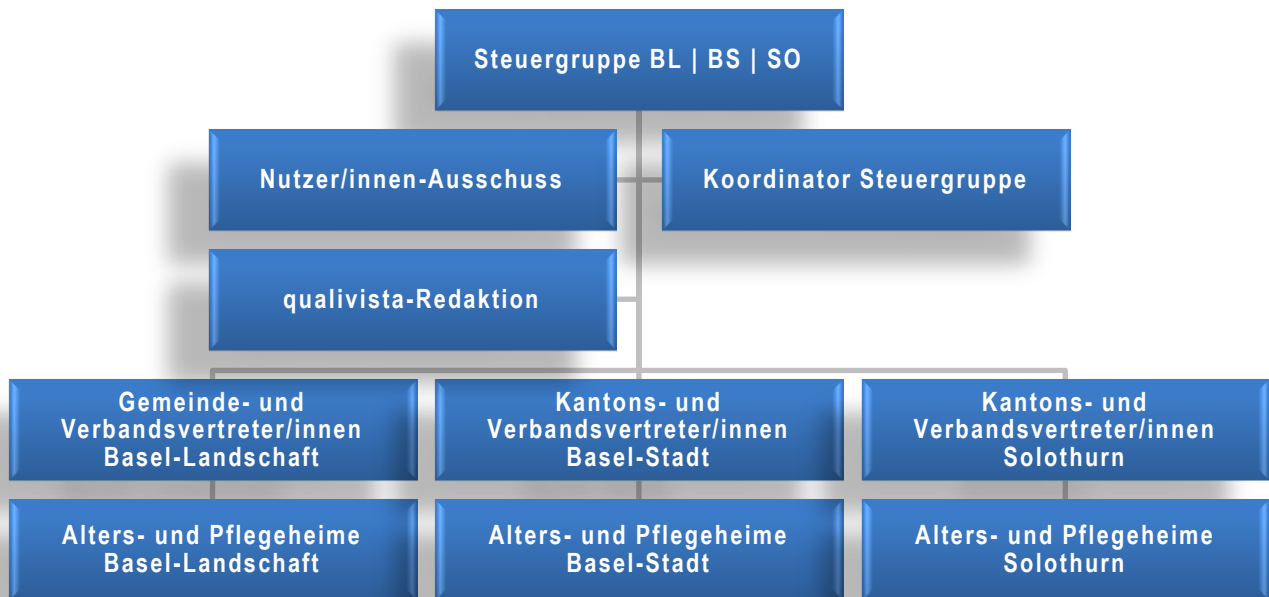 Steuergruppe BL | BS | SO
Nutzer/innen-Ausschuss
Koordinator Steuergruppe
qualivista-Redaktion
Gemeinde- und
Verbandsvertreter/innen
Basel-Landschaft
Kantons- und
Verbandsvertreter/innen
Basel-Stadt
Kantons- und
Verbandsvertreter/innen
Solothurn
Alters- und Pflegeheime
Basel-Landschaft
Alters- und Pflegeheime
Basel-Stadt
Alters- und Pflegeheime
Solothurn